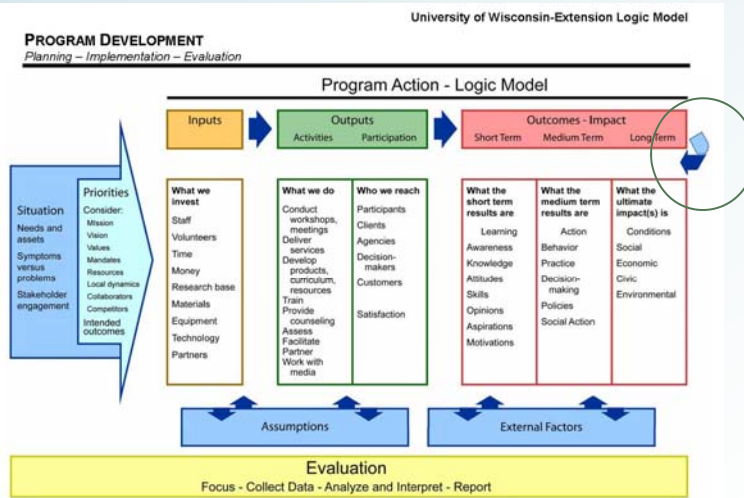 University of Wisconsin-Extension Logic Model
PROGRAM DEVELOPMENT
Planning – Implementation – Evaluation
Program Action - Logic Model
Inputs
Outputs
Activities Participation
Outcomes - Impact
Short Term Medium Term Long Term
Situation
Needs and
assets
Symptoms
versus
problems
Stakeholder
engagement
Priorities
Consider:
Mission
Vision
Values
Mandates
Resources
Local dynamics
Collaborators
Competitors
Intended
outcomes
What we
invest
Staff
Volunteers
Time
Money
Research base
Materials
Equipment
Technology
Partners
What we do
Conduct
workshops,
meetings
Deliver
services
Develop
products,
curriculum,
resources
Train
Provide
counseling
Assess
Facilitate
Partner
Work with
media
Who we reach
Participants
Clients
Agencies
Decision-
makers
Customers
Satisfaction
What the
short term
results are
Learning
Awareness
Knowledge
Attitudes
Skills
Opinions
Aspirations
Motivations
What the
medium term
results are
Action
Behavior
Practice
Decision-
making
Policies
Social Action
What the
ultimate
impact(s) is
Conditions
Social
Economic
Civic
Environmental
Assumptions
External Factors
Evaluation
Focus - Collect Data - Analyze and Interpret - Report